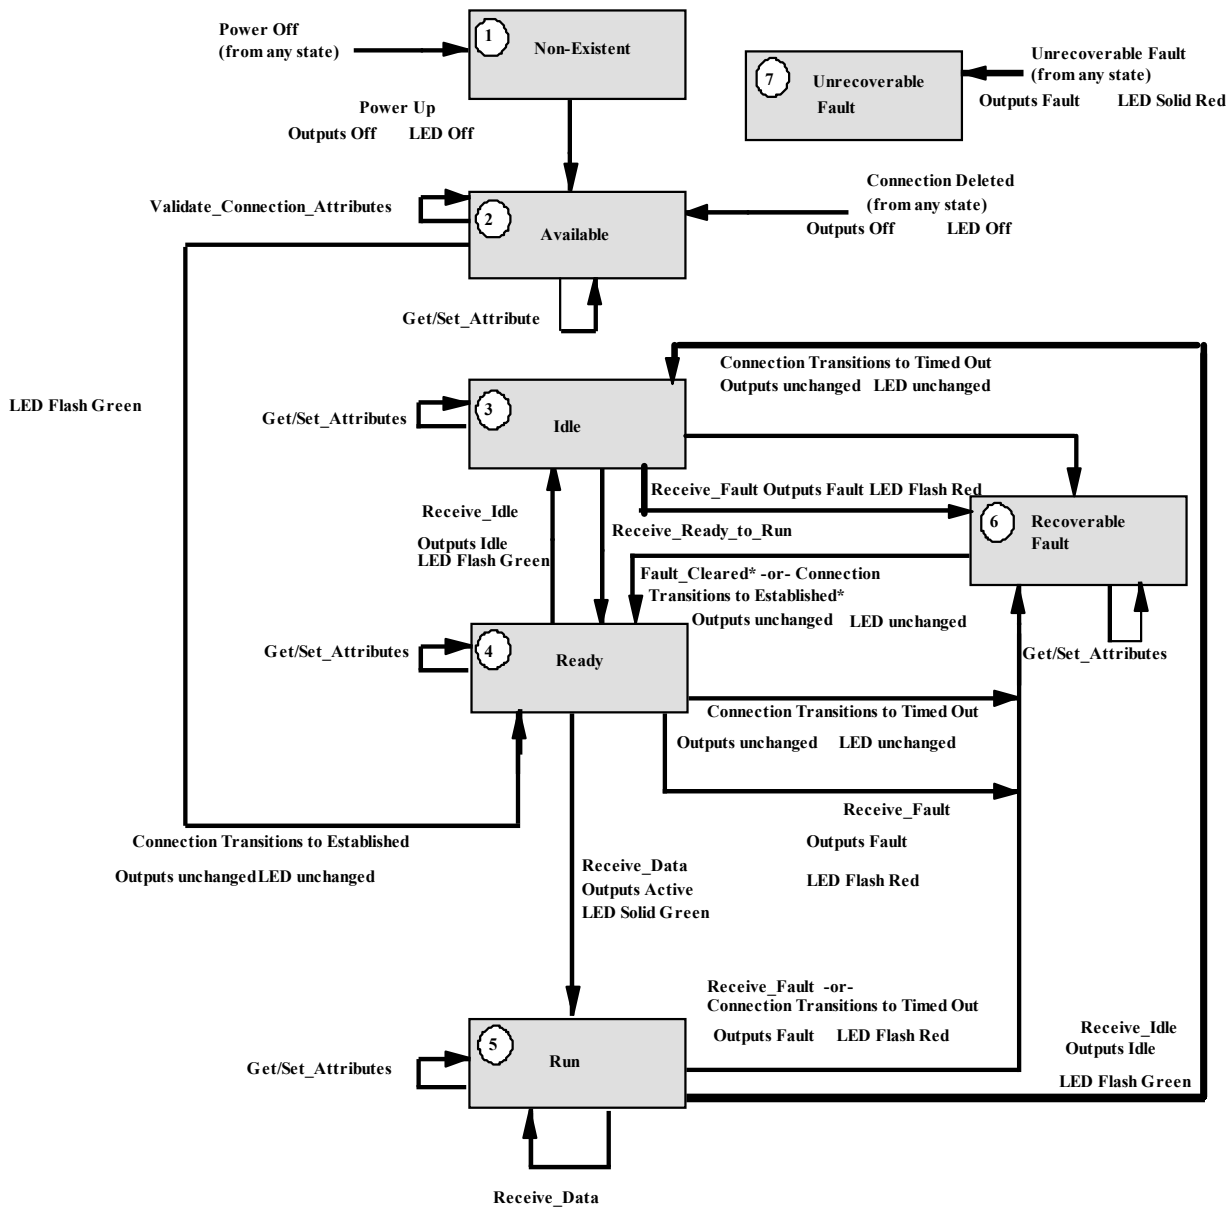 Power Off
(from any state)
1
Non-Existent
7
Unrecoverable
Fault
Unrecoverable Fault
(from any state)
Outputs Fault LED Solid Red
Power Up
Outputs Off LED Off
Validate_Connection_Attributes
2
Available
Connection Deleted
(from any state)
Outputs Off LED Off
Get/Set_Attribute
LED Flash Green
Connection Transitions to Timed Out
Outputs unchanged LED unchanged
Get/Set_Attributes
3
Idle
Receive_Fault Outputs Fault LED Flash Red
Receive_Idle
Outputs Idle
LED Flash Green
Receive_Ready_to_Run
6
Recoverable
Fault
Fault_Cleared* -or- Connection
Transitions to Established*
Outputs unchanged LED unchanged
Get/Set_Attributes
Get/Set_Attributes
4
Ready
Connection Transitions to Timed Out
Outputs unchanged LED unchanged
Receive_Fault
Outputs Fault
LED Flash Red
Connection Transitions to Established
Outputs unchanged LED unchanged
Receive_Data
Outputs Active
LED Solid Green
Receive_Fault -or-
Connection Transitions to Timed Out
Outputs Fault LED Flash Red
Receive_Idle
Outputs Idle
LED Flash Green
Get/Set_Attributes
5
Run
Receive_Data